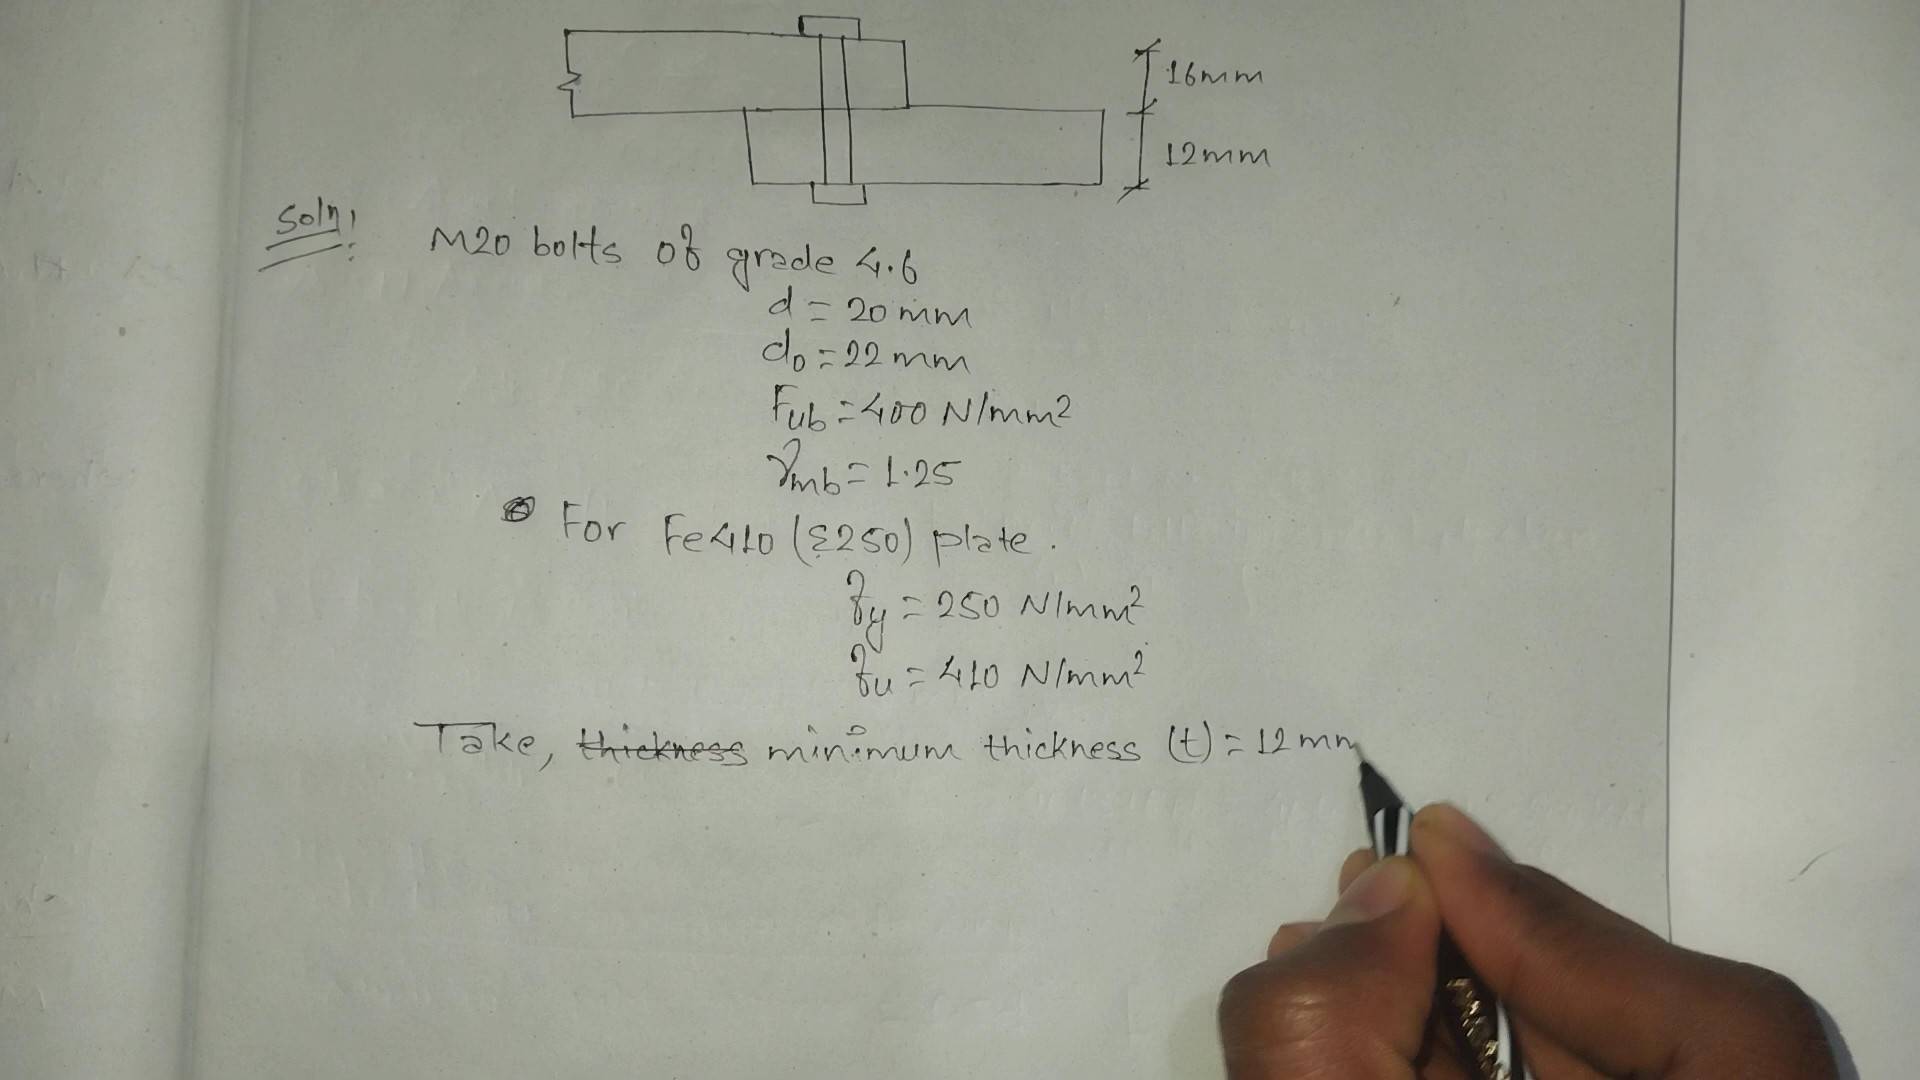 16mm
12mm
Soln:
M20 bolts of grade 4.6
d = 20 mm
d₀ = 22 mm
Fub = 400 N/mm²
γmb = 1.25
For Fe410 (E250) plate.
fy = 250 N/mm²
fu = 410 N/mm²
Take, thickness minimum thickness (t) = 12 mm